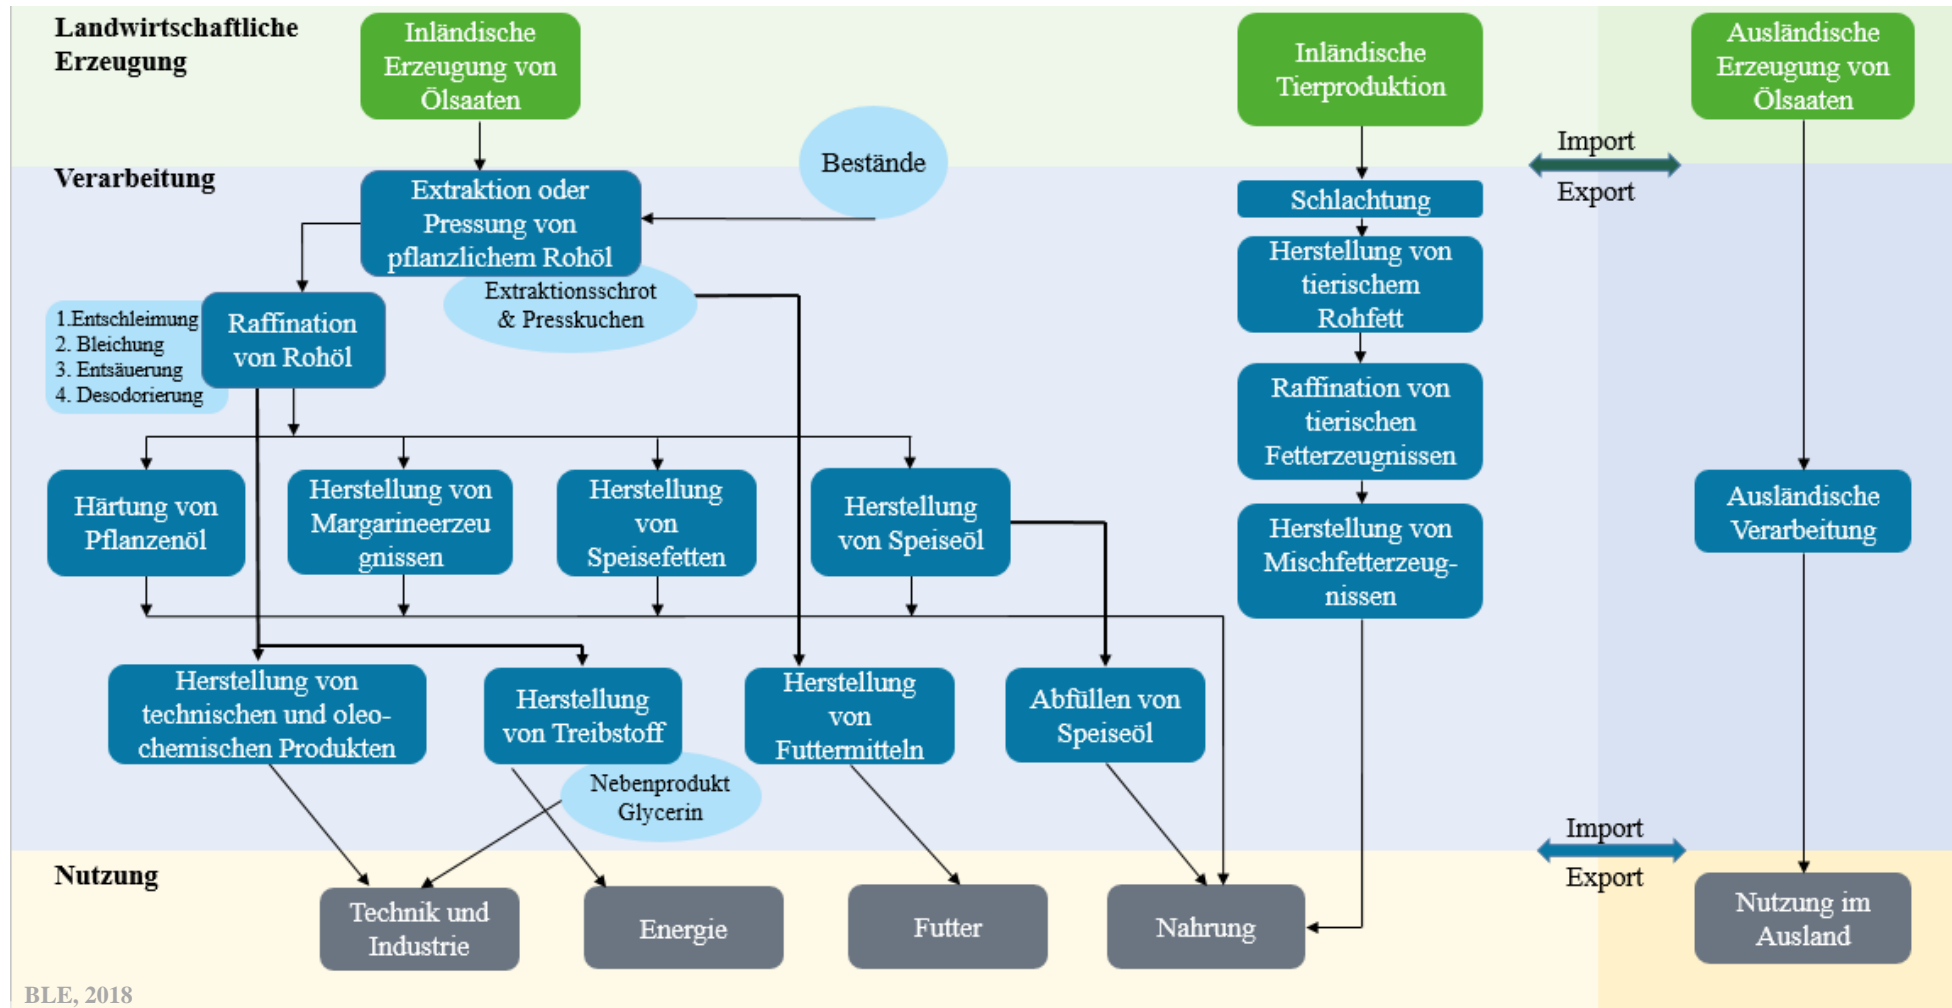 Landwirtschaftliche
Erzeugung
Inländische
Erzeugung von
Ölsaaten
Inländische
Tierproduktion
Ausländische
Erzeugung von
Ölsaaten
Bestände
Import
Export
Verarbeitung
Extraktion oder
Pressung von
pflanzlichem Rohöl
Extraktionsschrot
& Presskuchen
Schlachtung
Herstellung von
tierischem
Rohfett
1.Entschleimung
2. Bleichung
3. Entsäuerung
4. Desodorierung
Raffination
von Rohöl
Raffination von
tierischen
Fetterzeugnissen
Härtung von
Pflanzenöl
Herstellung von
Margarineerzeu
gnissen
Herstellung
von
Speisefetten
Herstellung
von Speiseöl
Herstellung von
Mischfetterzeug-
nissen
Ausländische
Verarbeitung
Herstellung von
technischen und oleo-
chemischen Produkten
Herstellung
von Treibstoff
Nebenprodukt
Glycerin
Herstellung
von
Futtermitteln
Abfüllen von
Speiseöl
Import
Export
Nutzung
Technik und
Industrie
Energie
Futter
Nahrung
Nutzung im
Ausland
BLE, 2018